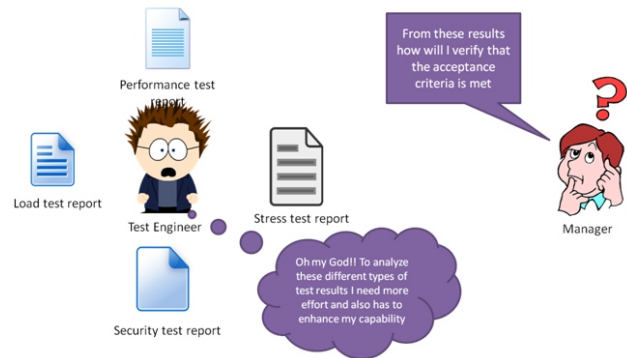 Performance test
report
From these results
how will I verify that
the acceptance
criteria is met
Load test report
Test Engineer
Stress test report
Manager
Oh my God!! To analyze
these different types of
test results I need more
effort and also has to
enhance my capability
Security test report